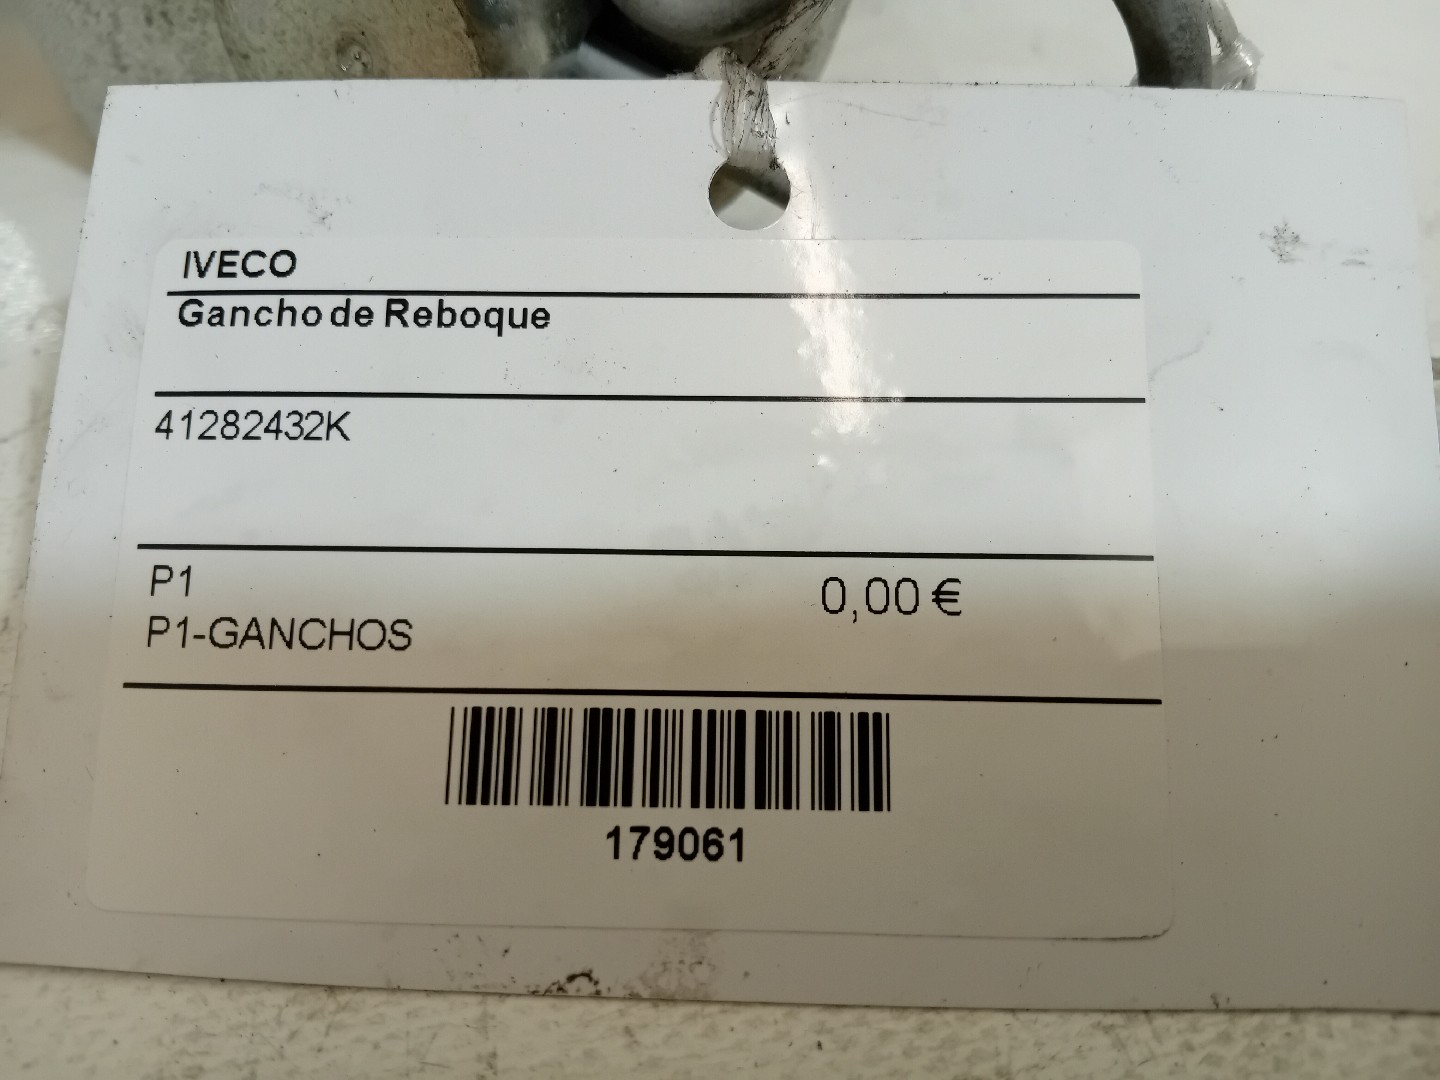 IVECO
Gancho de Reboque
41282432K
P1
0,00 €
P1-GANCHOS
179061